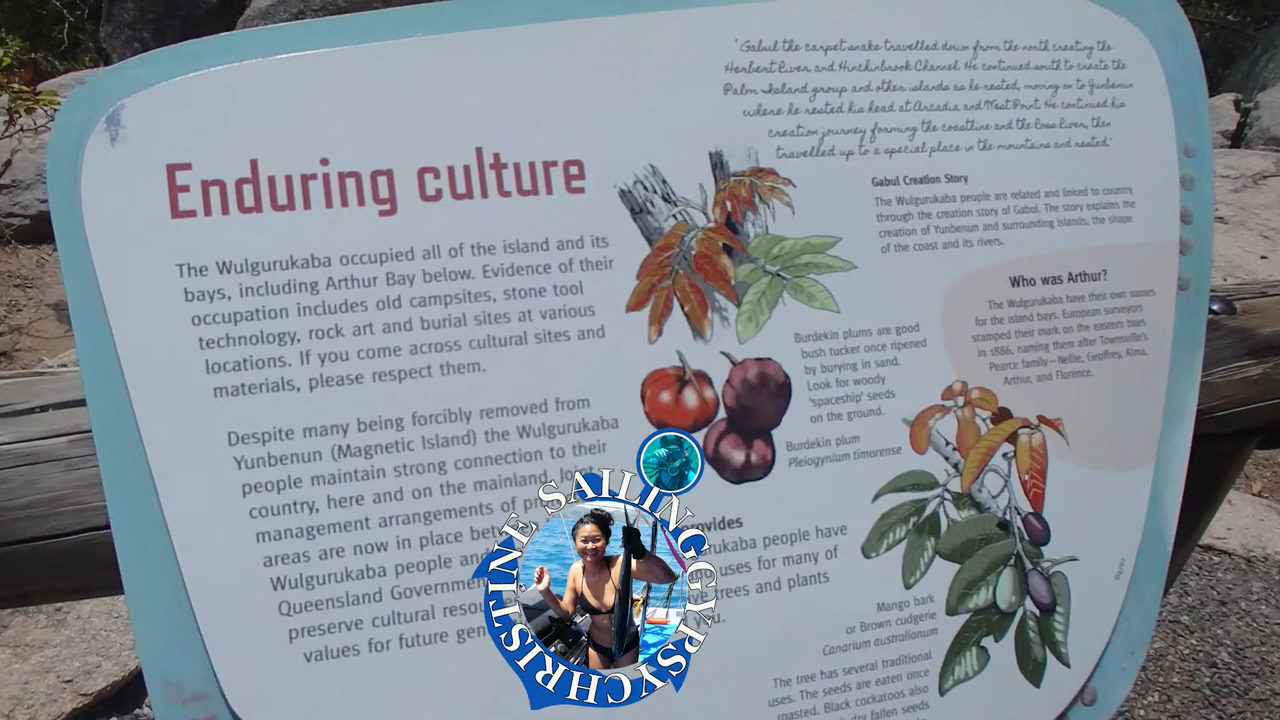 Enduring culture
The Wulgurukaba occupied all of the island and its
bays, including Arthur Bay below. Evidence of their
occupation includes old campsites, stone tool
technology, rock art and burial sites at various
locations. If you come across cultural sites and
materials, please respect them.
Despite many being forcibly removed from
Yunbenun (Magnetic Island) the Wulgurukaba
people maintain strong connection to their
country, here and on the mainland. Joint
management arrangements of
areas are now in place
Wulgurukaba people and
Queensland
preserve cultural
values for future
'Gabul the carpet snake travelled down from the north creating the
Herbert River and Hinchinbrook Channel. He continued south to create the
Palm Island group and other islands as he rested, moving on to Yunbenun
where he rested his head at Arcadia and West Point. He continued his
creation journey forming the coastline and the Ross River, then
travelled up to a special place in the mountains and rested.'
Gabul Creation Story
The Wulgurukaba people are related and linked to country
through the creation story of Gabul. The story explains the
creation of Yunbenun and surrounding islands, the shape
of the coast and its rivers.
Who was Arthur?
The Wulgurukaba have their own names
for the island bays. European surveyors
stamped their mark on the eastern bays
in 1886, naming them after Townsville's
Pearce family—Nellie, Geoffrey, Alma,
Arthur, and Florence.
Burdekin plums are good
bush tucker once ripened
by burying in sand.
Look for woody
'spaceship' seeds
on the ground.
Burdekin plum
Pleiogynium timorense
people have
uses for many of
trees and plants
Mango bark
or Brown cudgerie
Canarium australianum
The tree has several traditional
uses. The seeds are eaten once
roasted. Black cockatoos also
fallen seeds
CHRISTINE SAILINGGYPSY